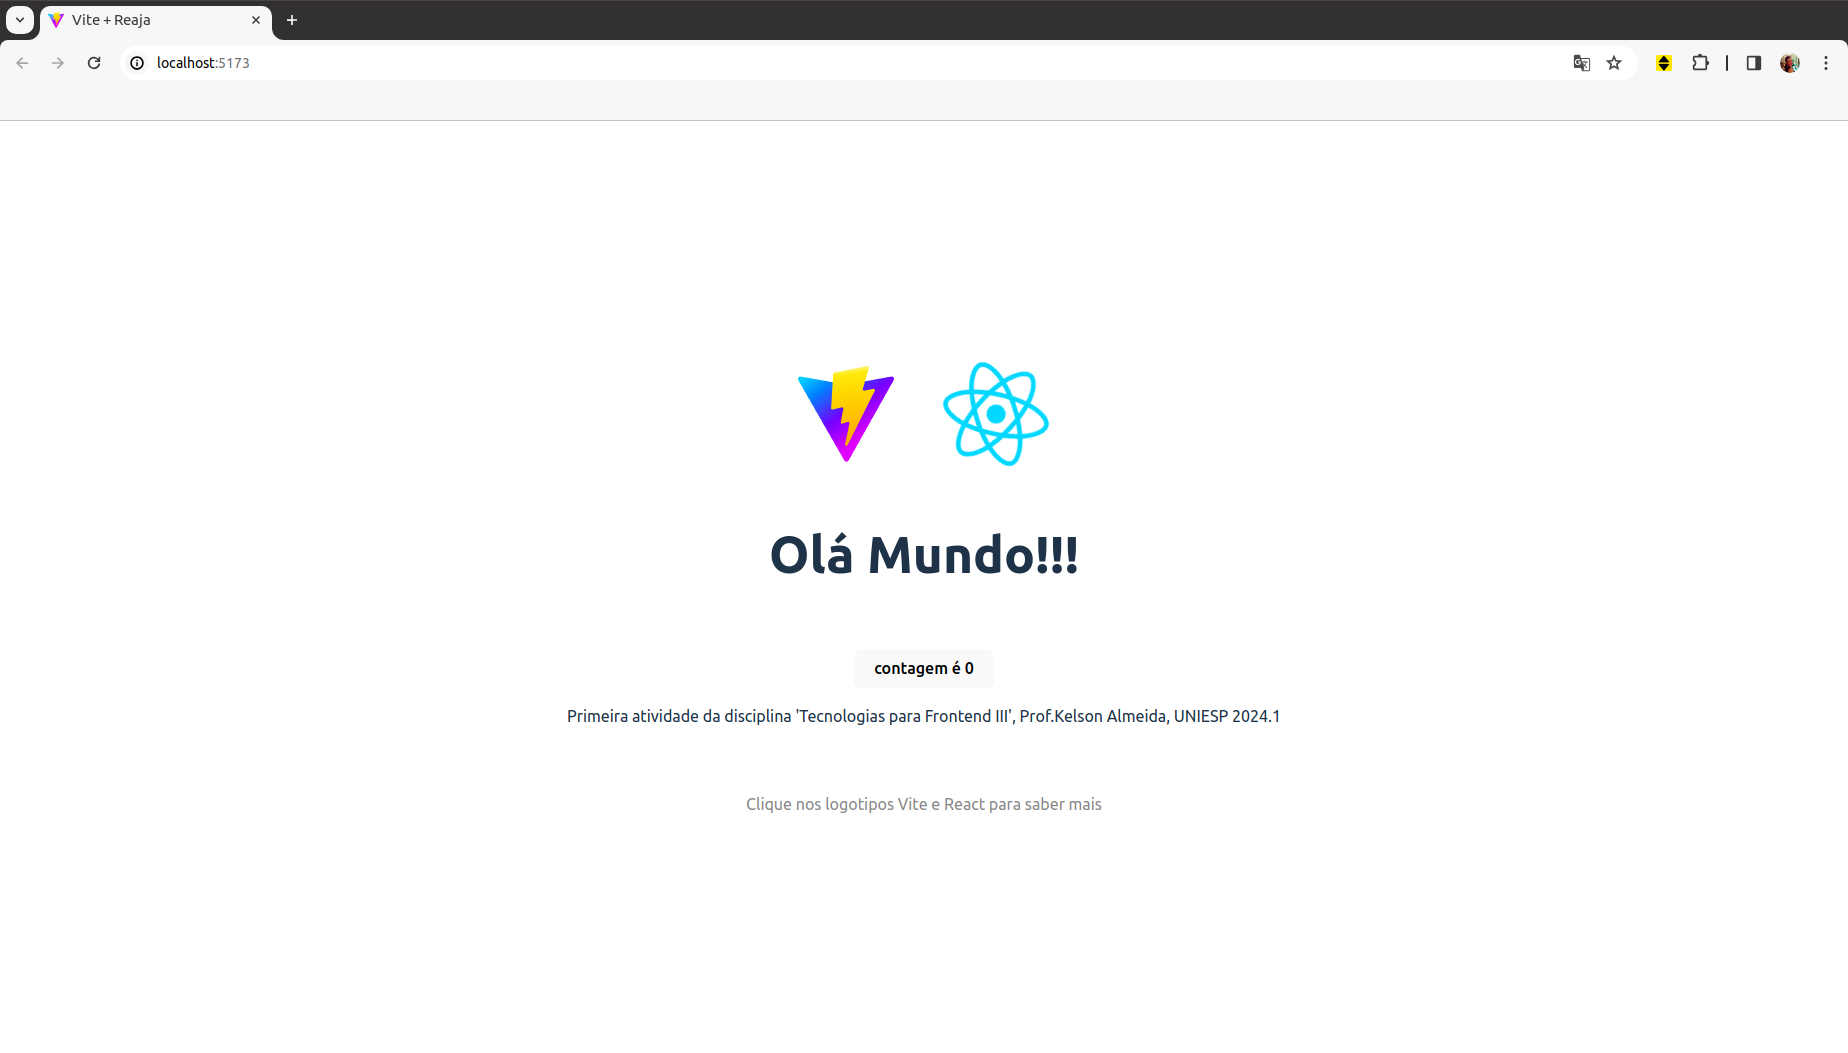 Vite + Reaja
localhost:5173
Olá Mundo!!!
contagem é 0
Primeira atividade da disciplina 'Tecnologias para Frontend III', Prof.Kelson Almeida, UNIESP 2024.1
Clique nos logotipos Vite e React para saber mais